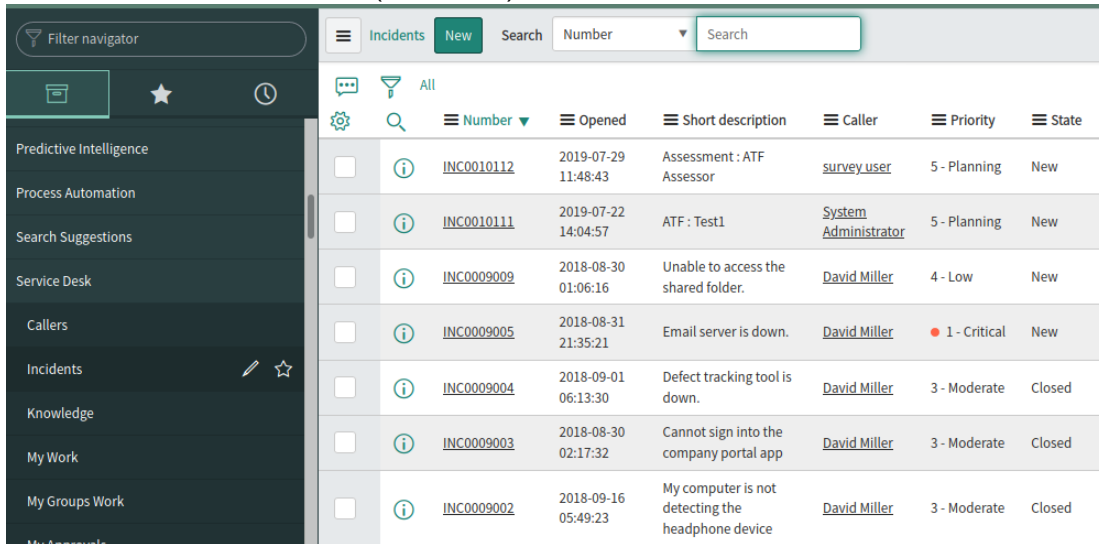 Filter navigator
Predictive Intelligence
Process Automation
Search Suggestions
Service Desk
Callers
Incidents
Knowledge
My Work
My Groups Work
My Approvals
Incidents New Search Number Search
All
Number Opened Short description Caller Priority State
INC0010112 2019-07-29 11:48:43 Assessment : ATF Assessor survey user 5 - Planning New
INC0010111 2019-07-22 14:04:57 ATF : Test1 System Administrator 5 - Planning New
INC0009009 2018-08-30 01:06:16 Unable to access the shared folder. David Miller 4 - Low New
INC0009005 2018-08-31 21:35:21 Email server is down. David Miller 1 - Critical New
INC0009004 2018-09-01 06:13:30 Defect tracking tool is down. David Miller 3 - Moderate Closed
INC0009003 2018-08-30 02:17:32 Cannot sign into the company portal app David Miller 3 - Moderate Closed
INC0009002 2018-09-16 05:49:23 My computer is not detecting the headphone device David Miller 3 - Moderate Closed